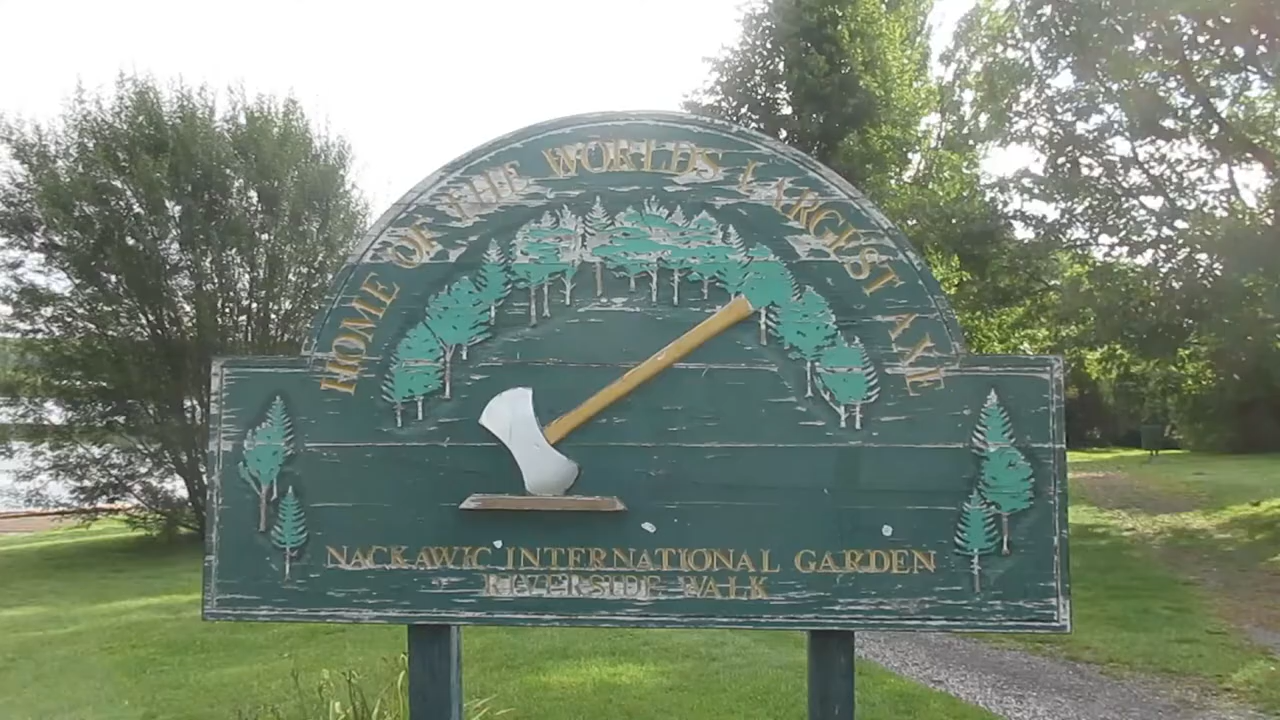 HOME OF THE WORLDS LARGEST AXE
NACKAWIC INTERNATIONAL GARDEN
RIVERSIDE WALK